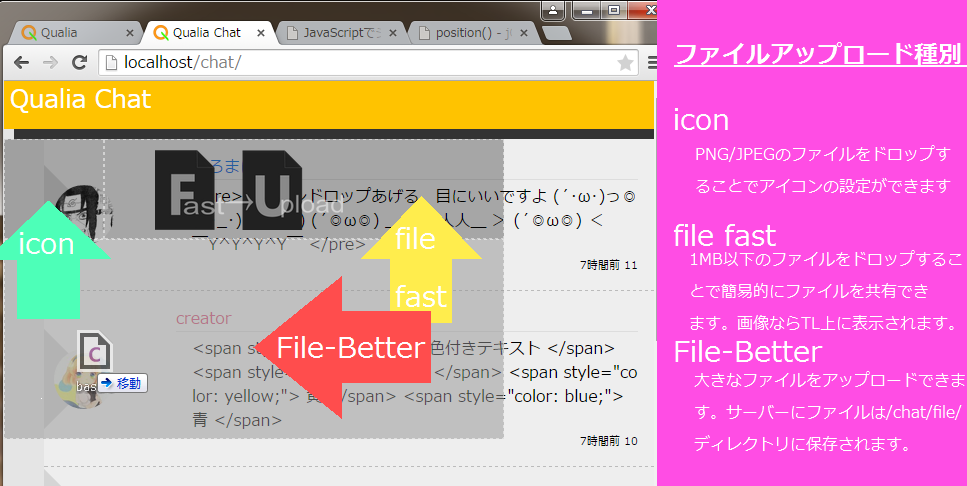 Qualia
Qualia Chat
JavaScriptで
position() - j
localhost/chat/
Qualia Chat
るま
Fast→Upload
re>
ンドロップあげる 目にいいですよ (´･ω･)っ◎
(´◎ω◎) ＜
￣Y^Y^Y^Y￣ </pre>
icon
file
fast
7時間前 11
creator
File-Better
<span st
色付きテキスト </span>
<span style=
</span> <span style="co
lor: yellow;"> 黄 </span> <span style="color: blue;">
青 </span>
7時間前 10
C
bas
移動
ファイルアップロード種別
icon
PNG/JPEGのファイルをドロップす
ることでアイコンの設定ができます
file fast
1MB以下のファイルをドロップするこ
とで簡易的にファイルを共有でき
ます。画像ならTL上に表示されます。
File-Better
大きなファイルをアップロードできま
す。サーバーにファイルは/chat/file/
ディレクトリに保存されます。